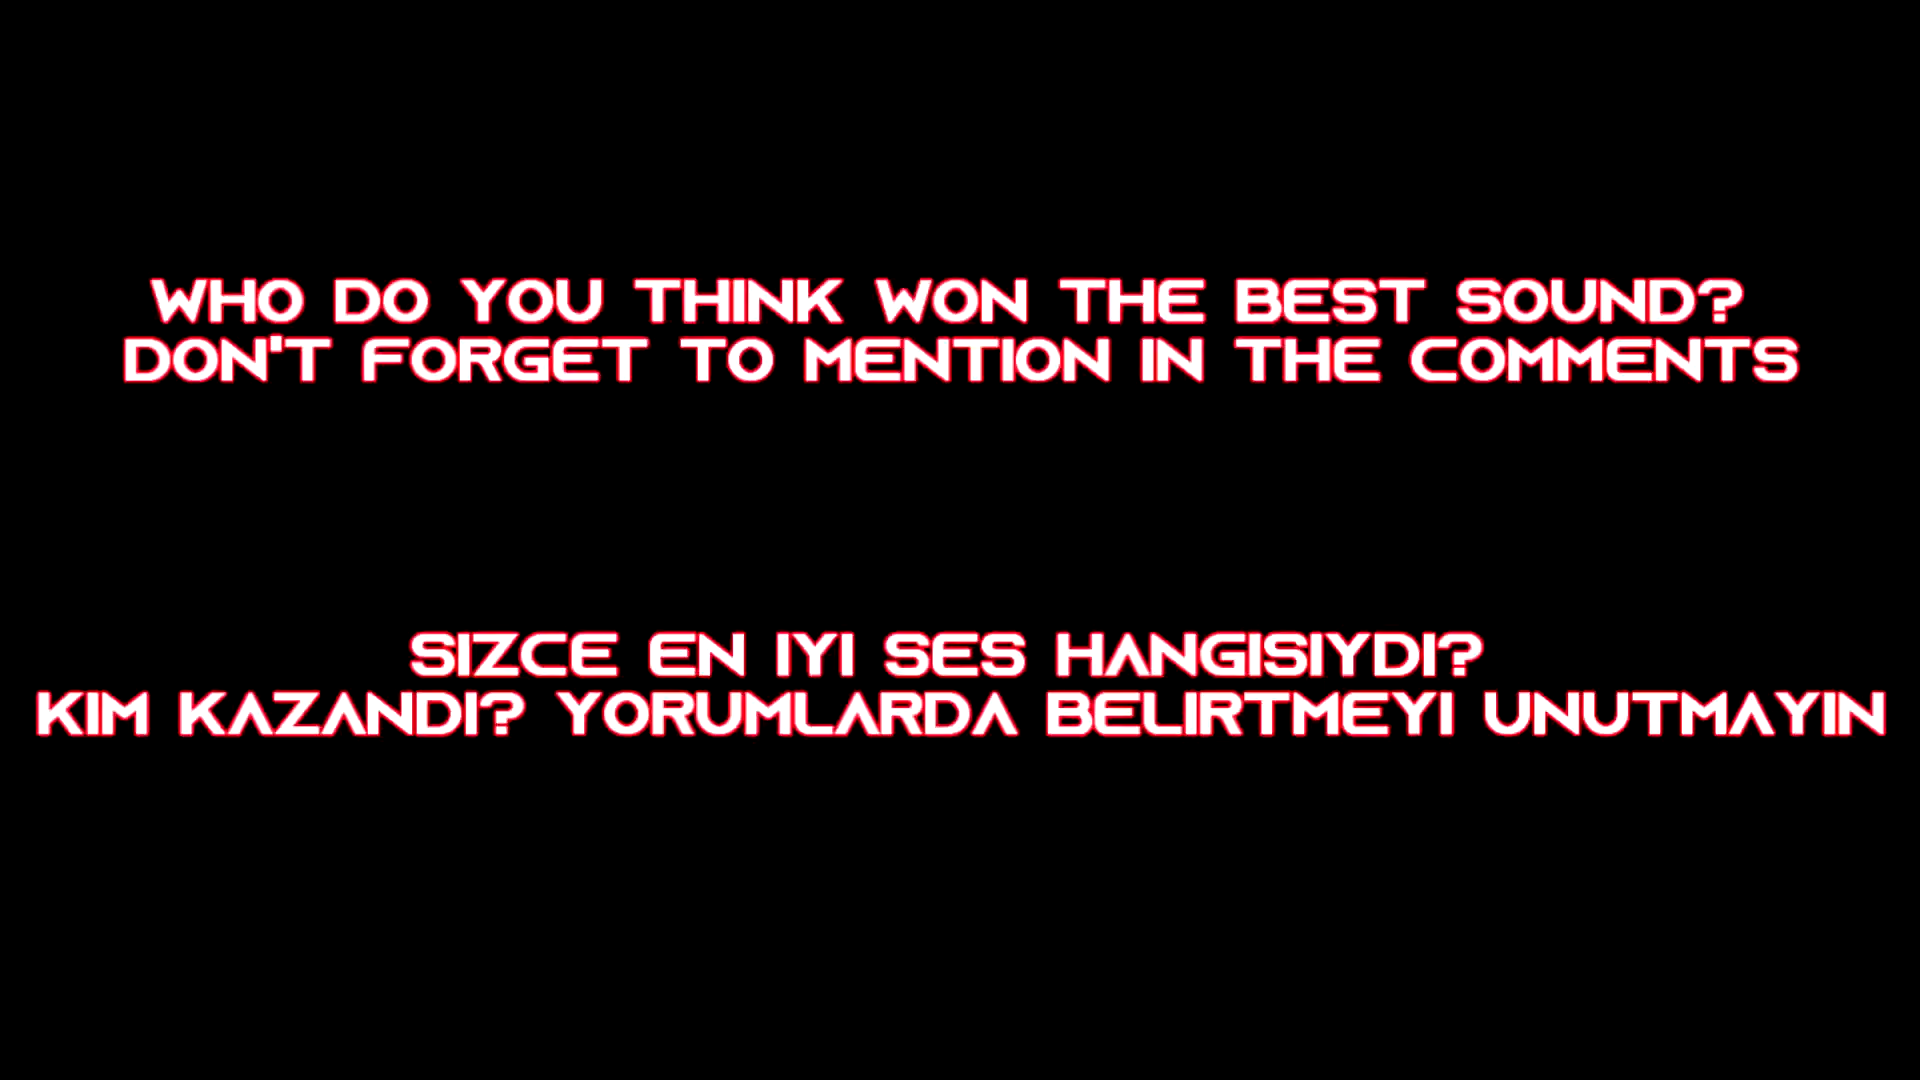 WHO DO YOU THINK WON THE BEST SOUND?
DON'T FORGET TO MENTION IN THE COMMENTS
SIZCE EN IYI SES HANGISIYDI?
KIM KAZANDI? YORUMLARDA BELIRTMEYI UNUTMAYIN